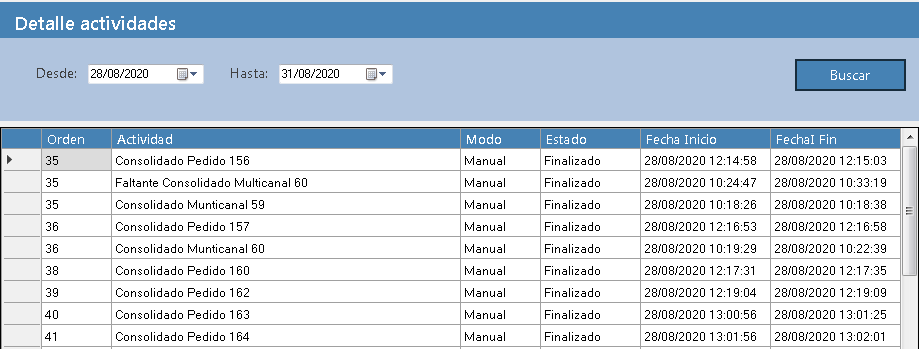 Detalle actividades
Desde: 28/08/2020 Hasta: 31/08/2020 Buscar
Orden Actividad Modo Estado Fecha Inicio FechaI Fin
35 Consolidado Pedido 156 Manual Finalizado 28/08/2020 12:14:58 28/08/2020 12:15:03
35 Faltante Consolidado Multicanal 60 Manual Finalizado 28/08/2020 10:24:47 28/08/2020 10:33:19
35 Consolidado Munticanal 59 Manual Finalizado 28/08/2020 10:18:26 28/08/2020 10:18:38
36 Consolidado Pedido 157 Manual Finalizado 28/08/2020 12:16:53 28/08/2020 12:16:58
36 Consolidado Munticanal 60 Manual Finalizado 28/08/2020 10:19:29 28/08/2020 10:22:39
38 Consolidado Pedido 160 Manual Finalizado 28/08/2020 12:17:31 28/08/2020 12:17:35
39 Consolidado Pedido 162 Manual Finalizado 28/08/2020 12:19:04 28/08/2020 12:19:09
40 Consolidado Pedido 163 Manual Finalizado 28/08/2020 13:00:56 28/08/2020 13:01:25
41 Consolidado Pedido 164 Manual Finalizado 28/08/2020 13:01:56 28/08/2020 13:02:01